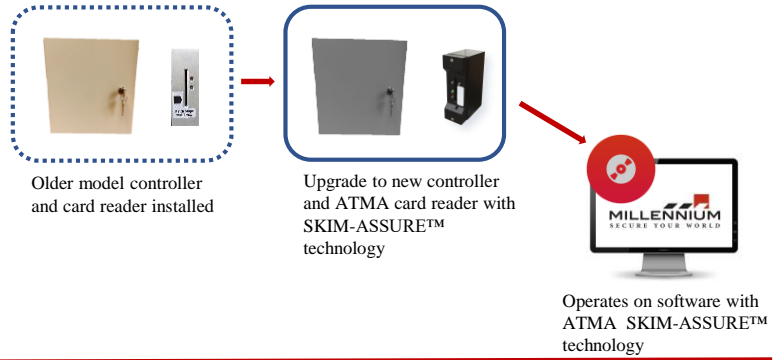 Older model controller
and card reader installed
Upgrade to new controller
and ATMA card reader with
SKIM-ASSURE™
technology
MILLENNIUM
SECURE YOUR WORLD
Operates on software with
ATMA SKIM-ASSURE™
technology